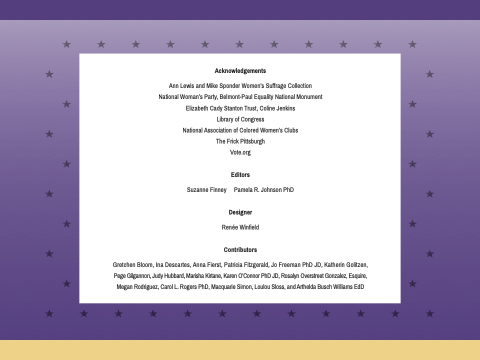 Acknowledgements
Ann Lewis and Mike Sponder Women's Suffrage Collection
National Woman's Party, Belmont-Paul Equality National Monument
Elizabeth Cady Stanton Trust, Coline Jenkins
Library of Congress
National Association of Colored Women's Clubs
The Frick Pittsburgh
Vote.org
Editors
Suzanne Finney Pamela R. Johnson PhD
Designer
Renée Winfield
Contributors
Gretchen Bloom, Ina Descartes, Anna Fierst, Patricia Fitzgerald, Jo Freeman PhD JD, Katherin Golitzen,
Page Gilgannon, Judy Hubbard, Marisha Kirtane, Karen O'Connor PhD JD, Rosalyn Overstreet Gonzalez, Esquire,
Megan Rodriguez, Carol L. Rogers PhD, Macquarie Simon, Loulou Sloss, and Arthelda Busch Williams EdD